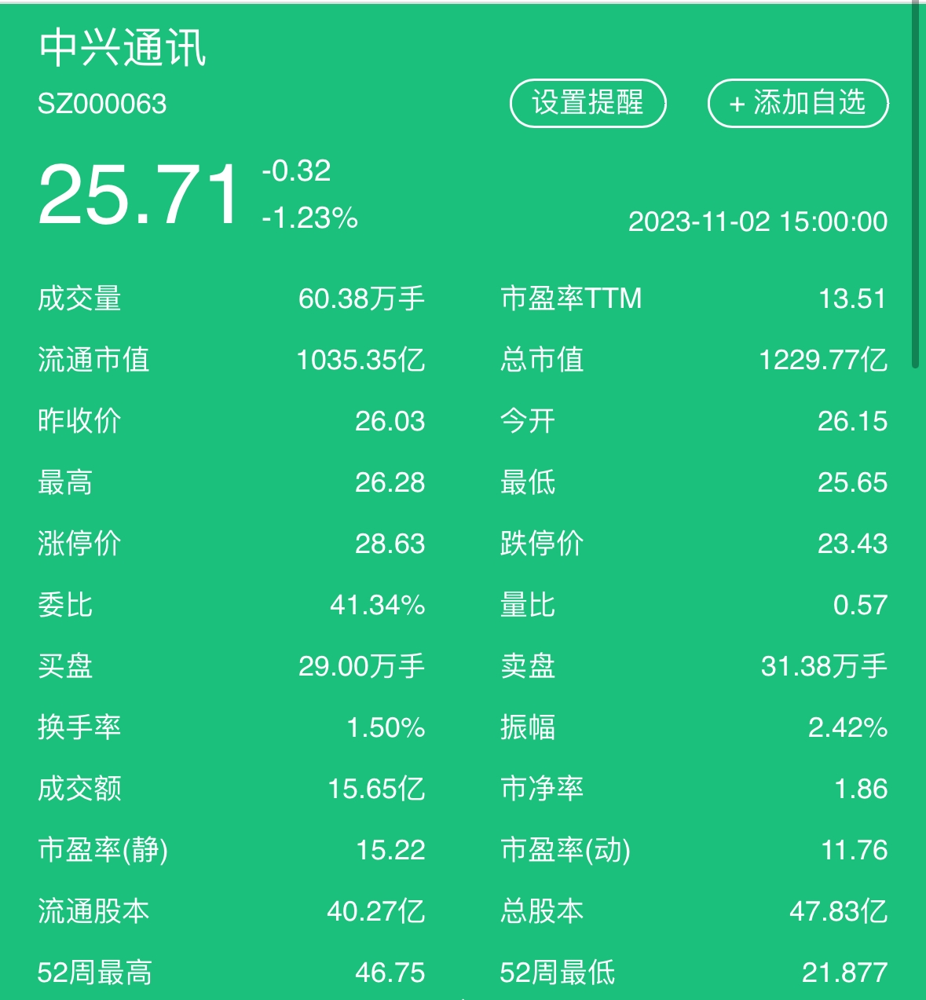 中兴通讯
SZ000063
设置提醒 + 添加自选
25.71 -0.32
-1.23%
2023-11-02 15:00:00
成交量 60.38万手 市盈率TTM 13.51
流通市值 1035.35亿 总市值 1229.77亿
昨收价 26.03 今开 26.15
最高 26.28 最低 25.65
涨停价 28.63 跌停价 23.43
委比 41.34% 量比 0.57
买盘 29.00万手 卖盘 31.38万手
换手率 1.50% 振幅 2.42%
成交额 15.65亿 市净率 1.86
市盈率(静) 15.22 市盈率(动) 11.76
流通股本 40.27亿 总股本 47.83亿
52周最高 46.75 52周最低 21.877